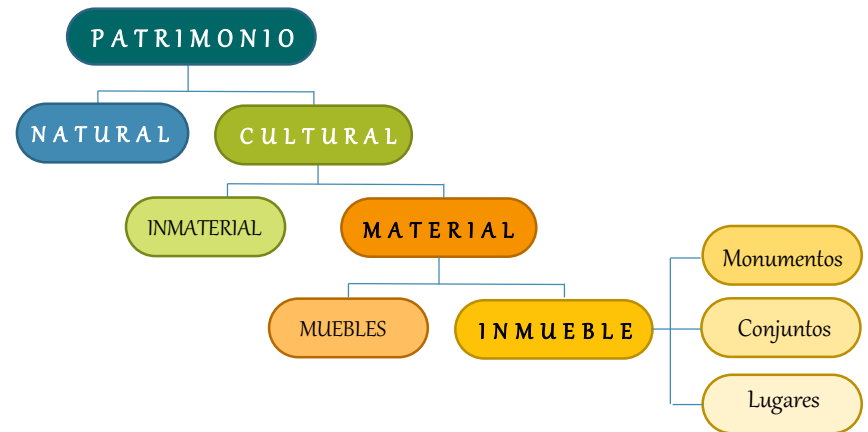 PATRIMONIO
NATURAL
CULTURAL
INMATERIAL
MATERIAL
MUEBLES
INMUEBLE
Monumentos
Conjuntos
Lugares